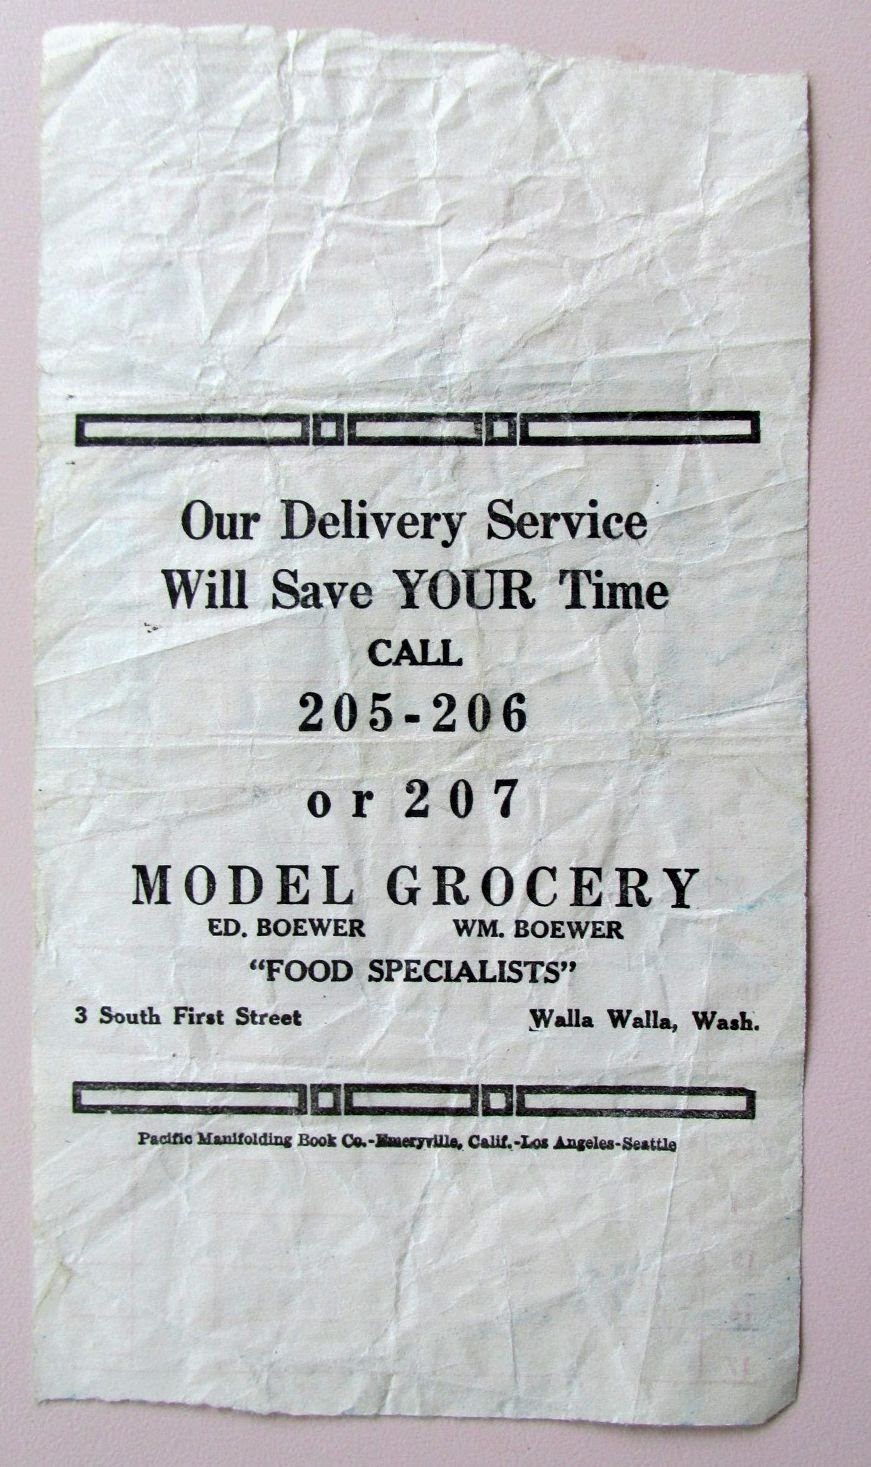 Our Delivery Service
Will Save YOUR Time
CALL
205-206
or 207
MODEL GROCERY
ED. BOEWER WM. BOEWER
“FOOD SPECIALISTS”
3 South First Street Walla Walla, Wash.
Pacific Manifolding Book Co.-Emeryville, Calif.-Los Angeles-Seattle